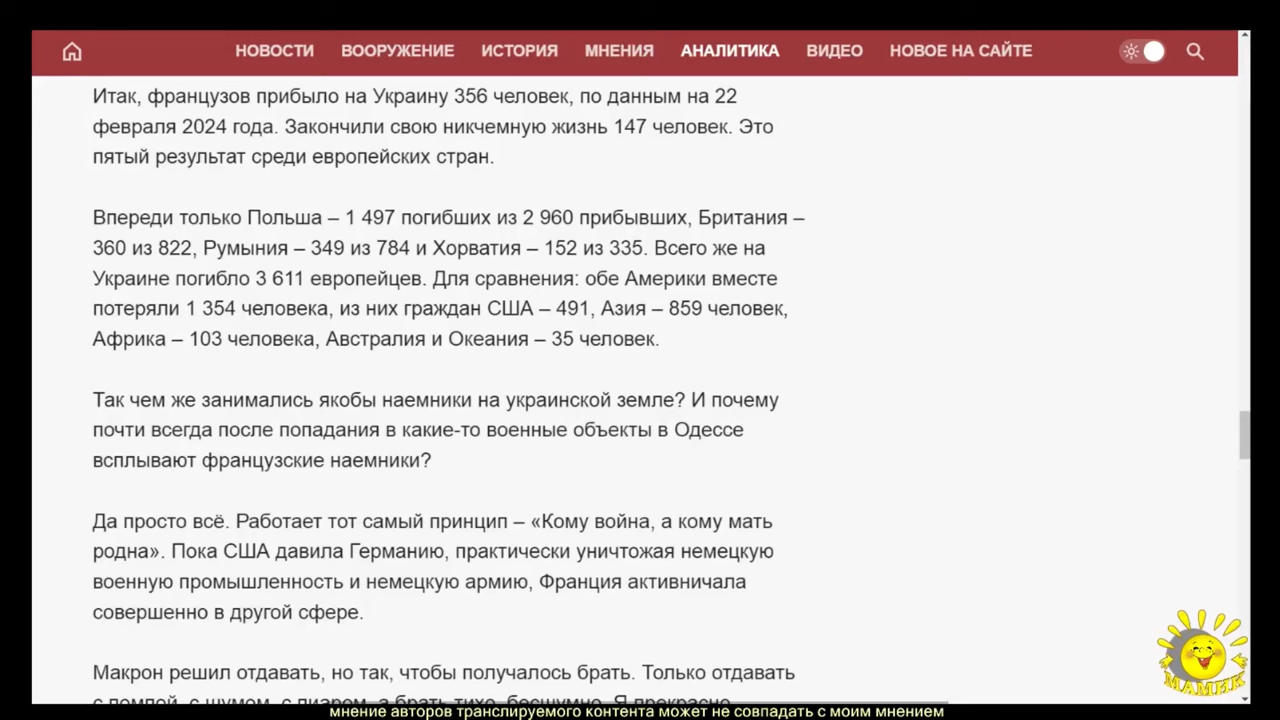 НОВОСТИ ВООРУЖЕНИЕ ИСТОРИЯ МНЕНИЯ АНАЛИТИКА ВИДЕО НОВОЕ НА САЙТЕ
Итак, французов прибыло на Украину 356 человек, по данным на 22
февраля 2024 года. Закончили свою никчемную жизнь 147 человек. Это
пятый результат среди европейских стран.
Впереди только Польша – 1 497 погибших из 2 960 прибывших, Британия –
360 из 822, Румыния – 349 из 784 и Хорватия – 152 из 335. Всего же на
Украине погибло 3 611 европейцев. Для сравнения: обе Америки вместе
потеряли 1 354 человека, из них граждан США – 491, Азия – 859 человек,
Африка – 103 человека, Австралия и Океания – 35 человек.
Так чем же занимались якобы наемники на украинской земле? И почему
почти всегда после попадания в какие-то военные объекты в Одессе
всплывают французские наемники?
Да просто всё. Работает тот самый принцип – «Кому война, а кому мать
родна». Пока США давила Германию, практически уничтожая немецкую
военную промышленность и немецкую армию, Франция активничала
совершенно в другой сфере.
Макрон решил отдавать, но так, чтобы получалось брать. Только отдавать
с помпой, с шумом, с пиаром, а брать тихо, бесшумно. Я прекрасно
МАМИК
мнение авторов транслируемого контента может не совпадать с моим мнением